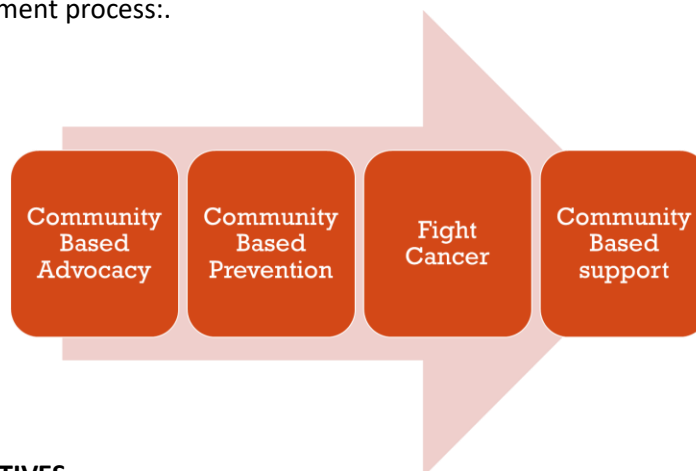 ment process:.
Community
Based
Advocacy
Community
Based
Prevention
Fight
Cancer
Community
Based
support
TIVES